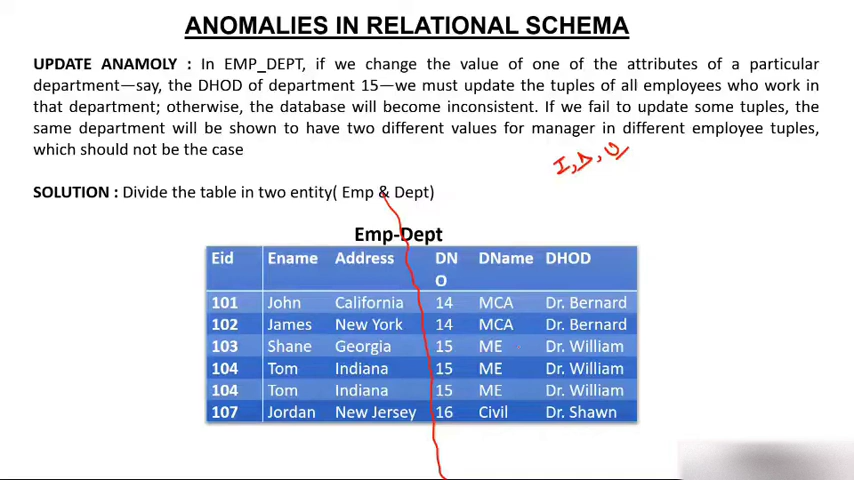 ANOMALIES IN RELATIONAL SCHEMA
UPDATE ANAMOLY : In EMP_DEPT, if we change the value of one of the attributes of a particular
department—say, the DHOD of department 15—we must update the tuples of all employees who work in
that department; otherwise, the database will become inconsistent. If we fail to update some tuples, the
same department will be shown to have two different values for manager in different employee tuples,
which should not be the case
I, D, U
SOLUTION : Divide the table in two entity( Emp & Dept)
Emp-Dept
Eid Ename Address DN DName DHOD
O
101 John California 14 MCA Dr. Bernard
102 James New York 14 MCA Dr. Bernard
103 Shane Georgia 15 ME Dr. William
104 Tom Indiana 15 ME Dr. William
104 Tom Indiana 15 ME Dr. William
107 Jordan New Jersey 16 Civil Dr. Shawn